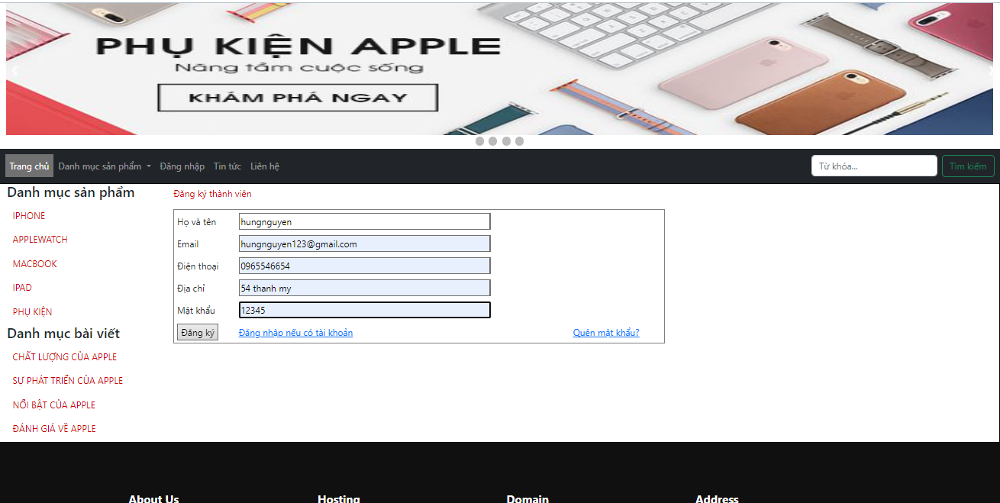 PHỤ KIỆN APPLE
Nâng tầm cuộc sống
KHÁM PHÁ NGAY
Trang chủ Danh mục sản phẩm Đăng nhập Tin tức Liên hệ Từ khóa... Tìm kiếm
Danh mục sản phẩm
IPHONE
APPLEWATCH
MACBOOK
IPAD
PHỤ KIỆN
Danh mục bài viết
CHẤT LƯỢNG CỦA APPLE
SỰ PHÁT TRIỂN CỦA APPLE
NỔI BẬT CỦA APPLE
ĐÁNH GIÁ VỀ APPLE
Đăng ký thành viên
Họ và tên hungnguyen
Email hungnguyen123@gmail.com
Điện thoại 0965546654
Địa chỉ 54 thanh my
Mật khẩu 12345
Đăng ký Đăng nhập nếu có tài khoản Quên mật khẩu?
About Us Hosting Domain Address